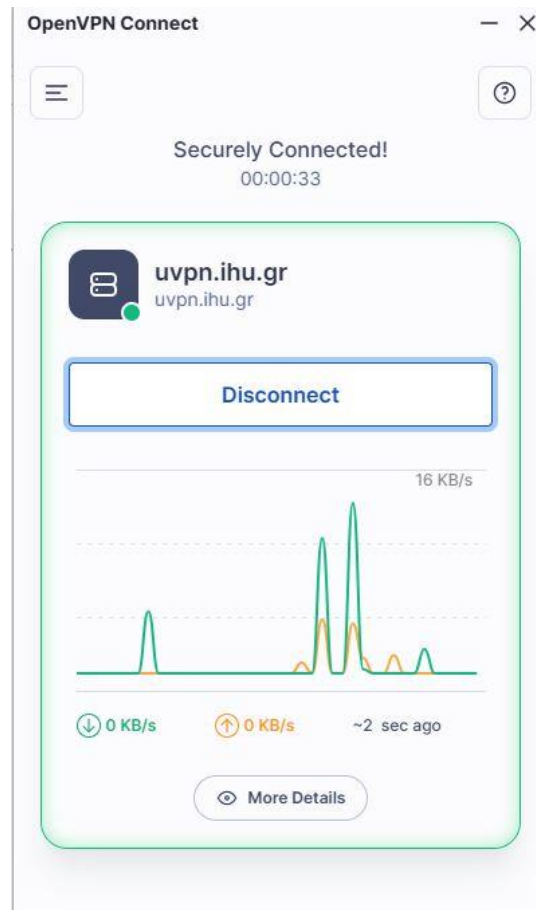 OpenVPN Connect
Securely Connected!
00:00:33
uvpn.ihu.gr
uvpn.ihu.gr
Disconnect
16 KB/s
0 KB/s 0 KB/s ~2 sec ago
More Details